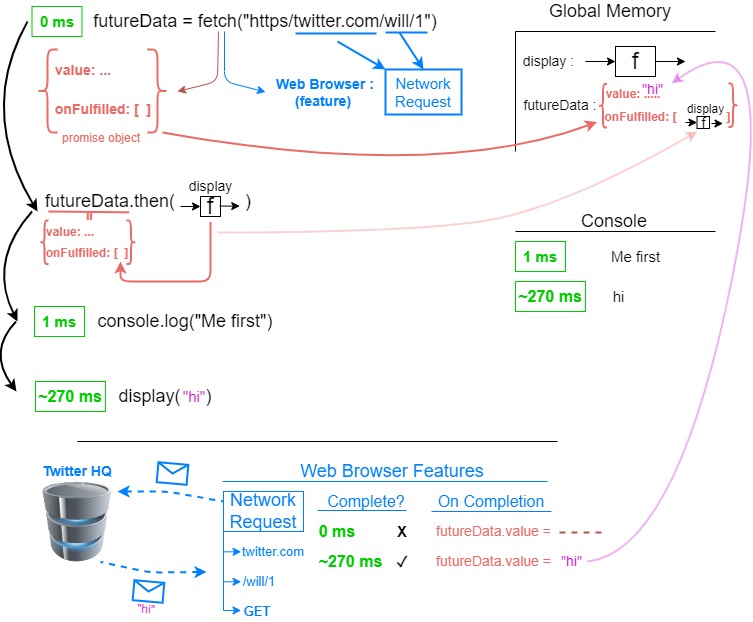 0 ms
futureData = fetch("https/twitter.com/will/1")
value: ...
onFulfilled: [ ]
promise object
Web Browser :
(feature)
Network
Request
Global Memory
display :
f
futureData :
value: .....
"hi"
onFulfilled: [ ]
display
f
futureData.then( )
display
f
value: ...
onFulfilled: [ ]
1 ms
console.log("Me first")
~270 ms
display("hi")
Console
1 ms
Me first
~270 ms
hi
Twitter HQ
"hi"
Web Browser Features
Network
Request
twitter.com
/will/1
GET
Complete?
On Completion
0 ms
X
futureData.value = - - - - -
~270 ms
✓
futureData.value = "hi"